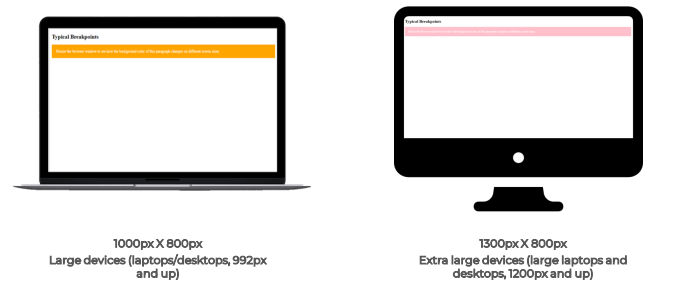 Typical Breakpoints
Resize the browser window to see how the background color of this paragraph changes on different screen sizes.
Typical Breakpoints
1000px X 800px
Large devices (laptops/desktops, 992px
and up)
1300px X 800px
Extra large devices (large laptops and
desktops, 1200px and up)